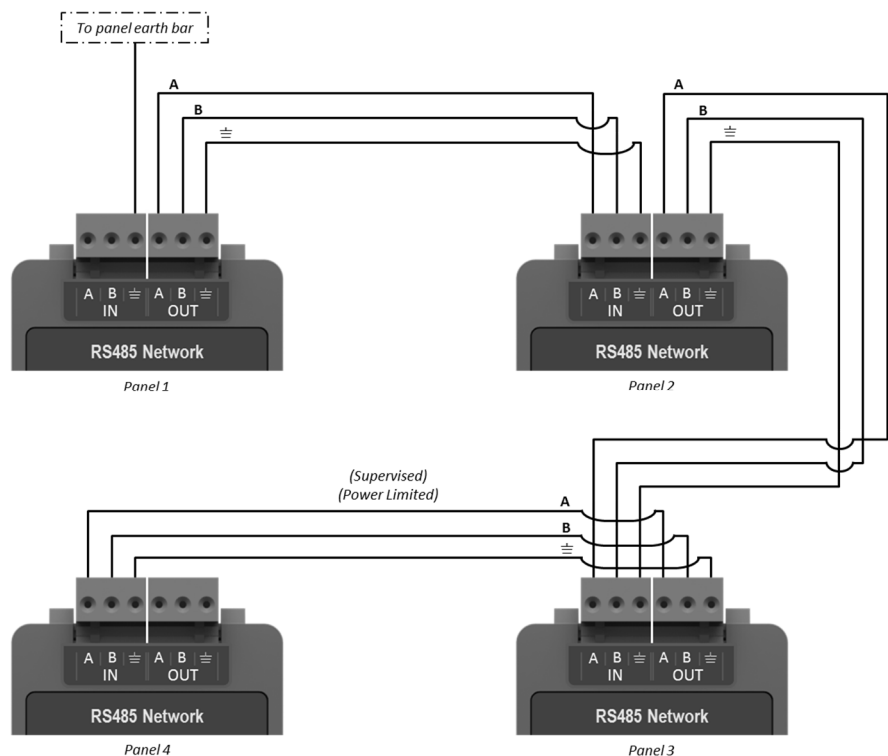 To panel earth bar
A
A
B
B
A B A B
IN OUT
RS485 Network
Panel 1
A B A B
IN OUT
RS485 Network
Panel 2
(Supervised)
(Power Limited)
A
B
A B A B
IN OUT
RS485 Network
Panel 4
A B A B
IN OUT
RS485 Network
Panel 3